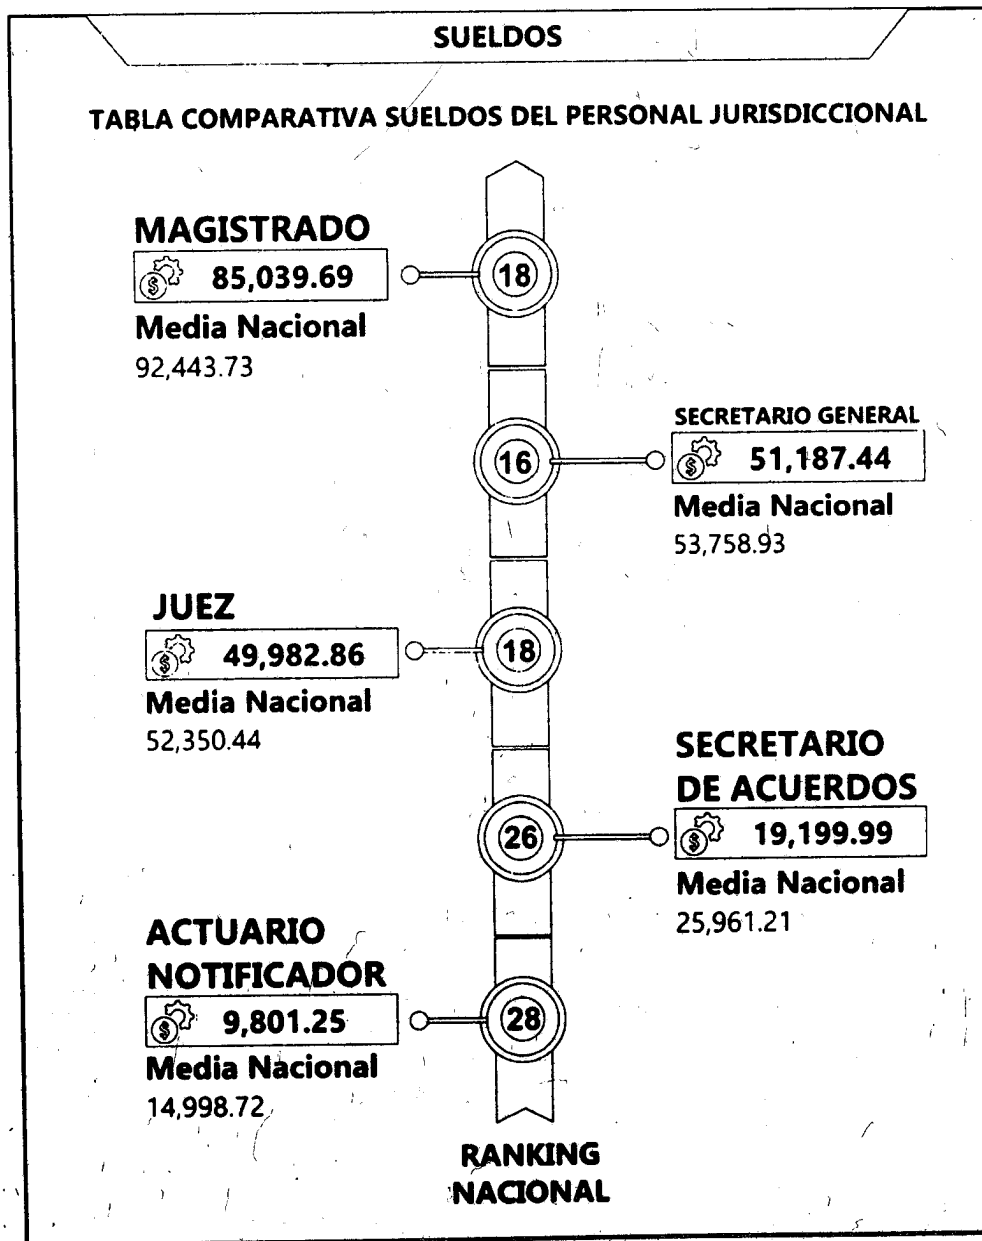 SUELDOS
TABLA COMPARATIVA SUELDOS DEL PERSONAL JURISDICCIONAL
MAGISTRADO
$ 85,039.69
18
Media Nacional
92,443.73
SECRETARIO GENERAL
16
$ 51,187.44
Media Nacional
53,758.93
JUEZ
$ 49,982.86
18
Media Nacional
52,350.44
SECRETARIO
DE ACUERDOS
26
$ 19,199.99
Media Nacional
25,961.21
ACTUARIO
NOTIFICADOR
$ 9,801.25
28
Media Nacional
14,998.72
RANKING
NACIONAL